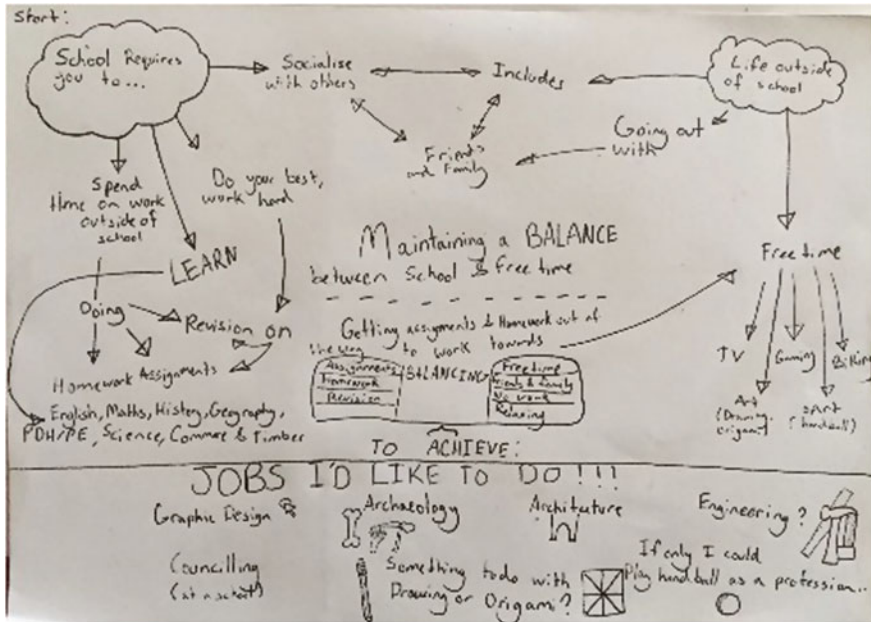 Start:
School Requires
you to...
Socialise
with others
Includes
Life outside
of school
Going out
with
Friends
and Family
Spend
time on work
outside of
school
Do your best,
work hard
LEARN
Maintaining a BALANCE
between School & Free time
Free time
Doing
Revision on
Homework Assignments
English, Maths, History, Geography,
PDH/PE, Science, Commerce & Timber
Getting assignments & Homework out of
the way
to work towards
Assignments
Homework
Revision
BALANCING
Free time
Friends & family
No work
Relaxing
TV
Gaming
Art
(Drawing,
origami)
sport
(handball)
TO ACHIEVE:
JOBS I'D LIKE TO DO!!!
Graphic Design
Archaeology
Engineering?
Councilling
(at a school)
Something to do with
Drawing or Origami?
If only I could
Play handball as a profession...